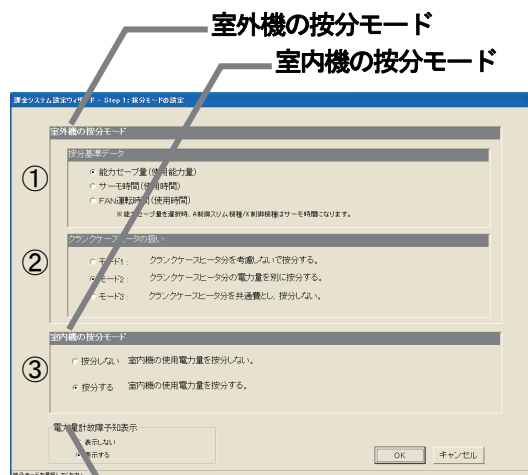 室外機の按分モード
室内機の按分モード
課金システム設定ウィザード - Step 1: 按分モードの設定
室外機の按分モード
按分基準データ
①
能力セーブ量(使用能力量)
サーモ時間(使用時間)
FAN運転時間(使用時間)
※能力セーブ量を選択時、A制御スリム機種/K制御機種はサーモ時間になります。
クランクケースヒータの扱い
②
モード1: クランクケースヒータ分を考慮しないで按分する。
モード2: クランクケースヒータ分の電力量を別に按分する。
モード3: クランクケースヒータ分を共通費とし、按分しない。
室内機の按分モード
③
按分しない 室内機の使用電力量を按分しない。
按分する 室内機の使用電力量を按分する。
電力量計故障予知表示
表示しない
表示する
OK キャンセル
按分モードを選択してください